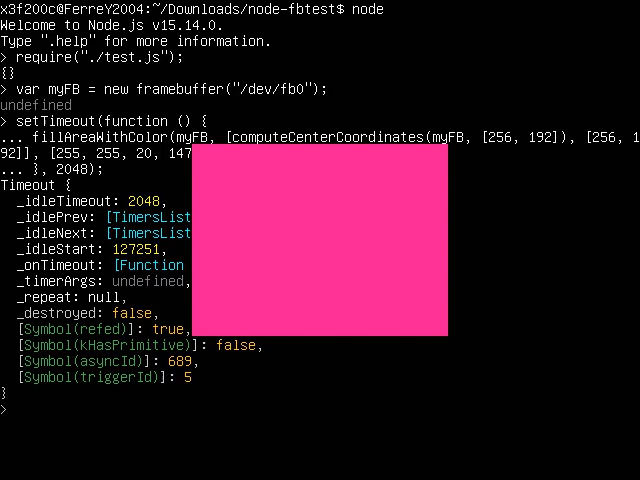 x3f200c@FerreY2004:~/Downloads/node-fbtest$ node
Welcome to Node.js v15.14.0.
Type ".help" for more information.
> require("./test.js");
{}
> var myFB = new framebuffer("/dev/fb0");
undefined
> setTimeout(function () {
... fillAreaWithColor(myFB, [computeCenterCoordinates(myFB, [256, 192]), [256, 1
92]], [255, 255, 20, 147
... }, 2048);
Timeout {
  _idleTimeout: 2048,
  _idlePrev: [TimersList
  _idleNext: [TimersList
  _idleStart: 127251,
  _onTimeout: [Function
  _timerArgs: undefined,
  _repeat: null,
  _destroyed: false,
  [Symbol(refed)]: true,
  [Symbol(kHasPrimitive)]: false,
  [Symbol(asyncId)]: 689,
  [Symbol(triggerId)]: 5
}
>